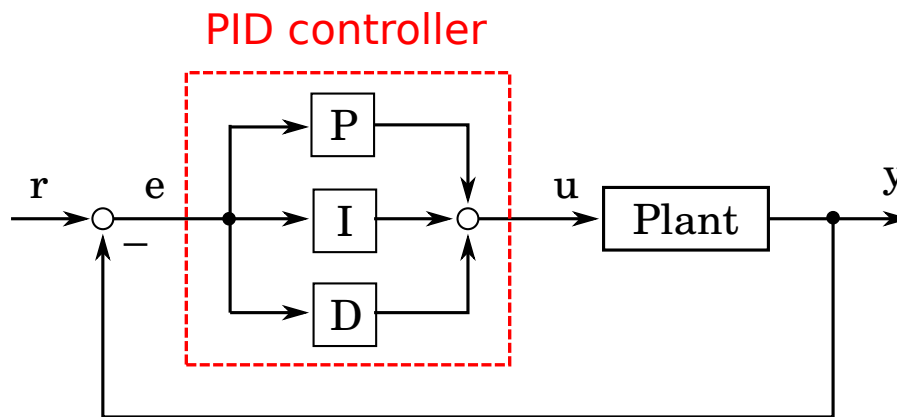 PID controller
P
r e u y
I Plant
−
D